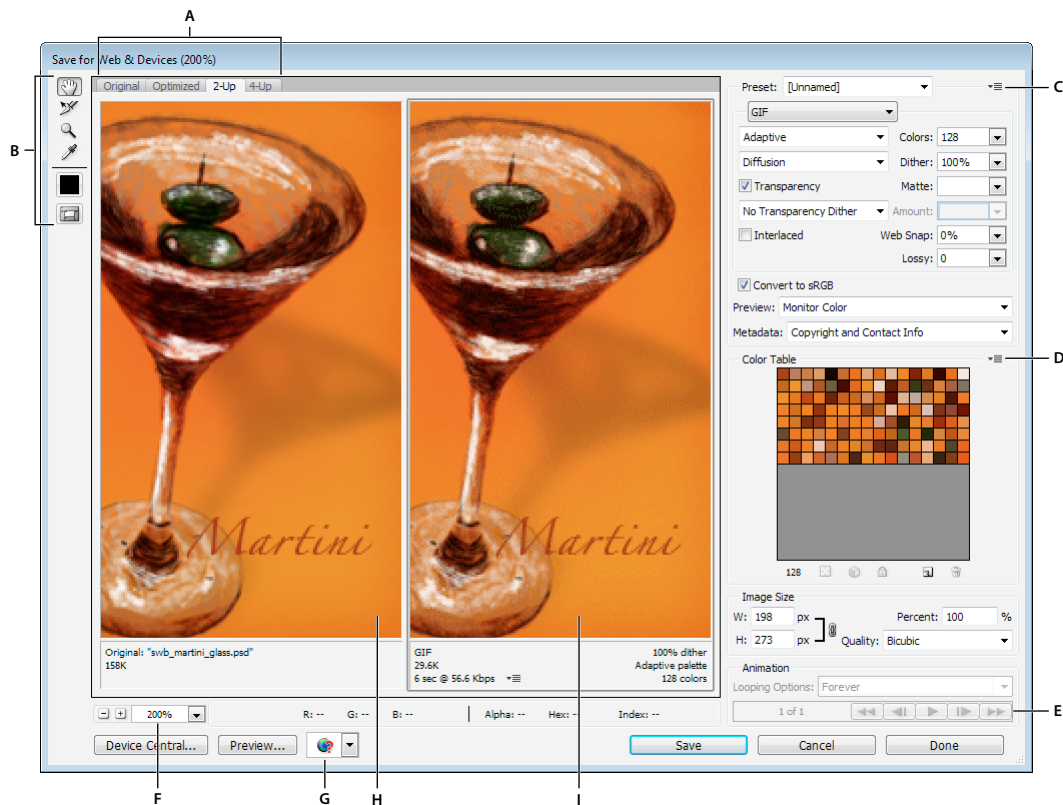 A
Save for Web & Devices (200%)
Original Optimized 2-Up 4-Up
B
Preset: [Unnamed]
C
GIF
Adaptive Colors: 128
Diffusion Dither: 100%
Transparency Matte:
No Transparency Dither Amount:
Interlaced Web Snap: 0%
Lossy: 0
Convert to sRGB
Preview: Monitor Color
Metadata: Copyright and Contact Info
Color Table
D
Martini
Martini
128
Image Size
W: 198 px Percent: 100 %
H: 273 px Quality: Bicubic
Original: "swb_martini_glass.psd"
158K
GIF 100% dither
29.6K Adaptive palette
6 sec @ 56.6 Kbps 128 colors
Animation
Looping Options: Forever
1 of 1
E
200% R: -- G: -- B: -- Alpha: -- Hex: -- Index: --
Device Central... Preview... Save Cancel Done
F G H I